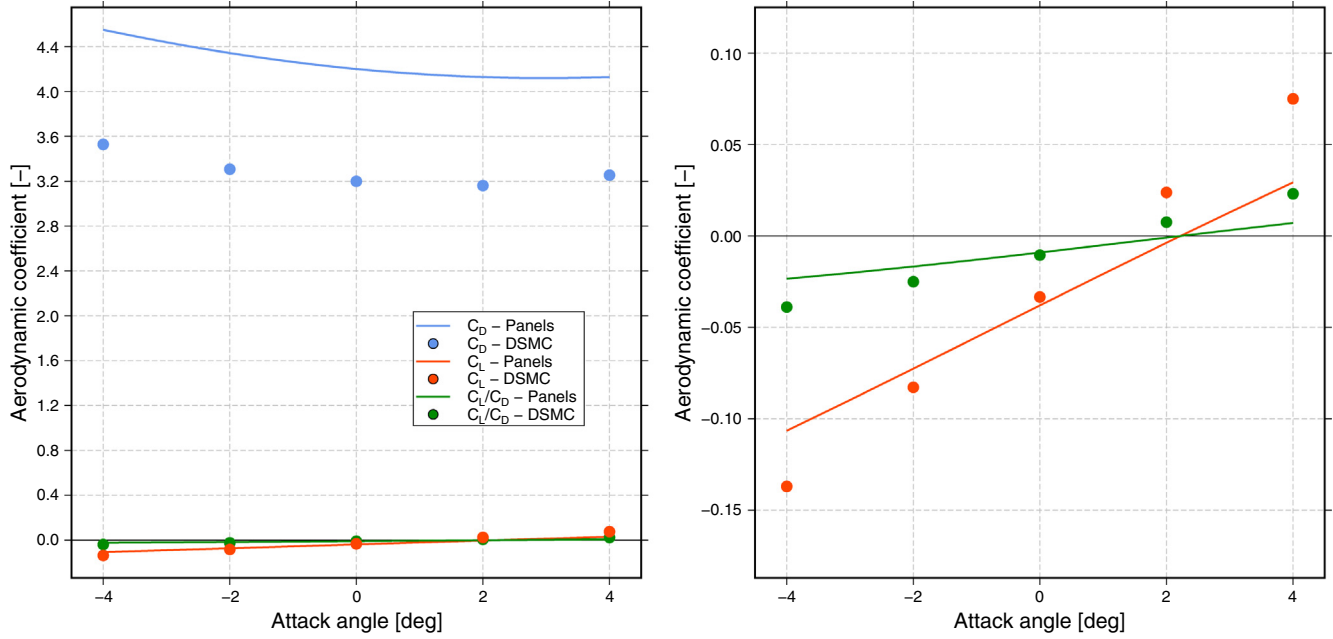 4.4
4.0
3.6
3.2
2.8
2.4
2.0
1.6
1.2
0.8
0.4
0.0
−4
−2
0
2
4
Aerodynamic coefficient [−]
Attack angle [deg]
C_D − Panels
C_D − DSMC
C_L − Panels
C_L − DSMC
C_L/C_D − Panels
C_L/C_D − DSMC
0.10
0.05
0.00
−0.05
−0.10
−0.15
−4
−2
0
2
4
Aerodynamic coefficient [−]
Attack angle [deg]